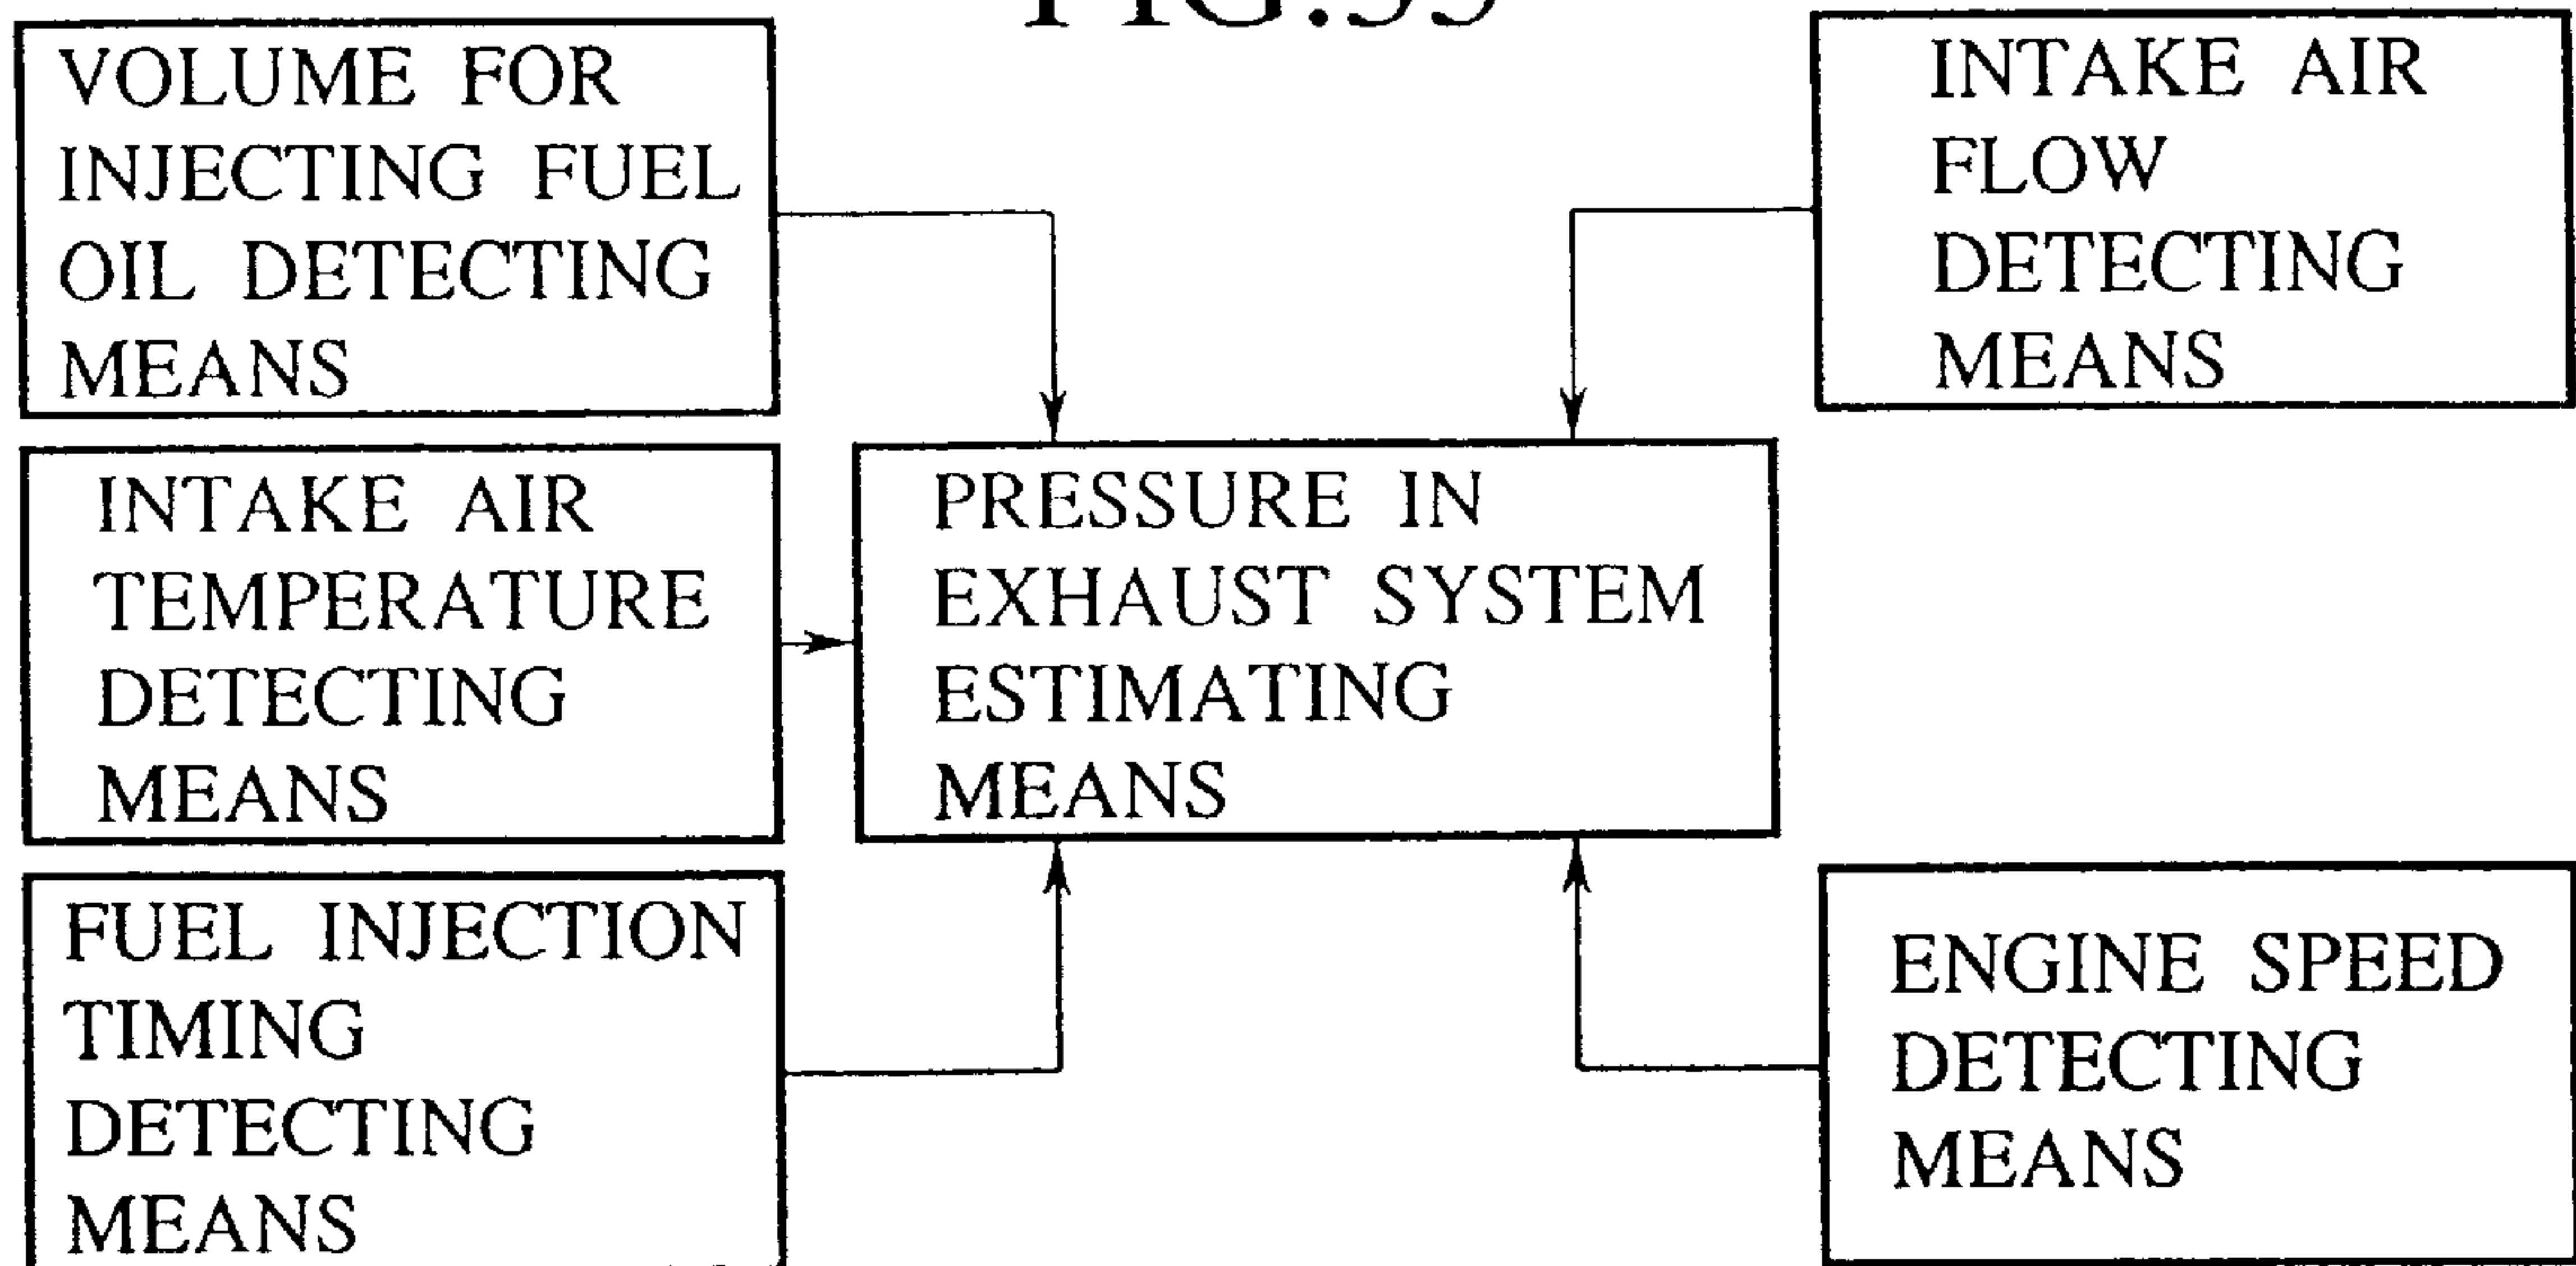 FIG.
VOLUME FOR
INJECTING FUEL
OIL DETECTING
MEANS
INTAKE AIR
FLOW
DETECTING
MEANS
INTAKE AIR
TEMPERATURE
DETECTING
MEANS
PRESSURE IN
EXHAUST SYSTEM
ESTIMATING
MEANS
FUEL INJECTION
TIMING
DETECTING
MEANS
ENGINE SPEED
DETECTING
MEANS